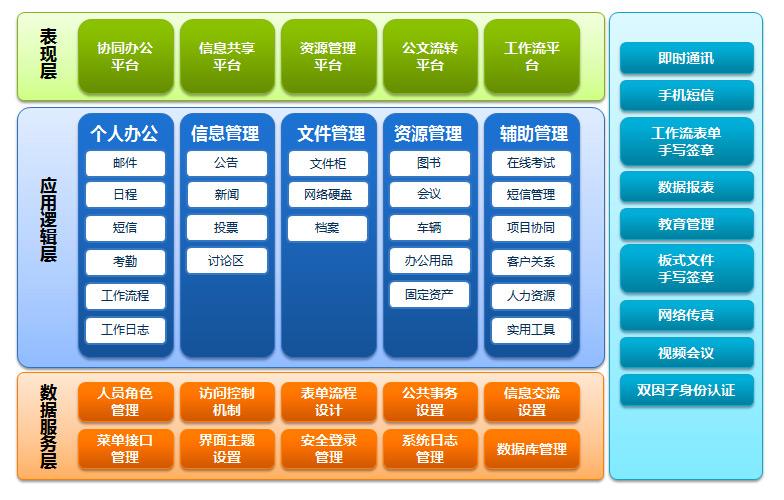 表现层
协同办公
平台
信息共享
平台
资源管理
平台
公文流转
平台
工作流平
台
应用逻辑层
个人办公
邮件
日程
短信
考勤
工作流程
工作日志
信息管理
公告
新闻
投票
讨论区
文件管理
文件柜
网络硬盘
档案
资源管理
图书
会议
车辆
办公用品
固定资产
辅助管理
在线考试
短信管理
项目协同
客户关系
人力资源
实用工具
数据服务层
人员角色
管理
访问控制
机制
表单流程
设计
公共事务
设置
信息交流
设置
菜单接口
管理
界面主题
设置
安全登录
管理
系统日志
管理
数据库管理
即时通讯
手机短信
工作流表单
手写签章
数据报表
教育管理
板式文件
手写签章
网络传真
视频会议
双因子身份认证